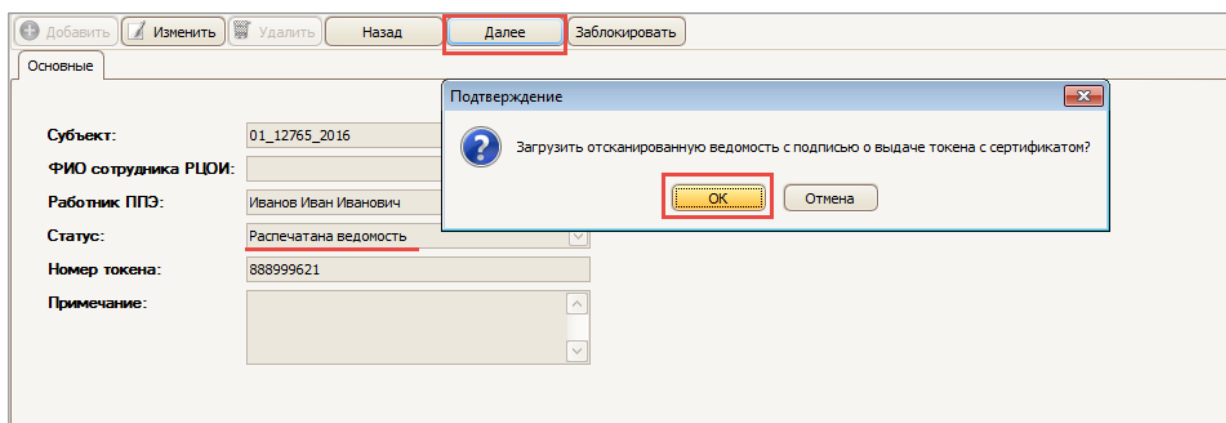 Добавить Изменить Удалить Назад Далее Заблокировать
Основные
Подтверждение
Загрузить отсканированную ведомость с подписью о выдаче токена с сертификатом?
ОК Отмена
Субъект: 01_12765_2016
ФИО сотрудника РЦОИ:
Работник ППЭ: Иванов Иван Иванович
Статус: Распечатана ведомость
Номер токена: 888999621
Примечание: